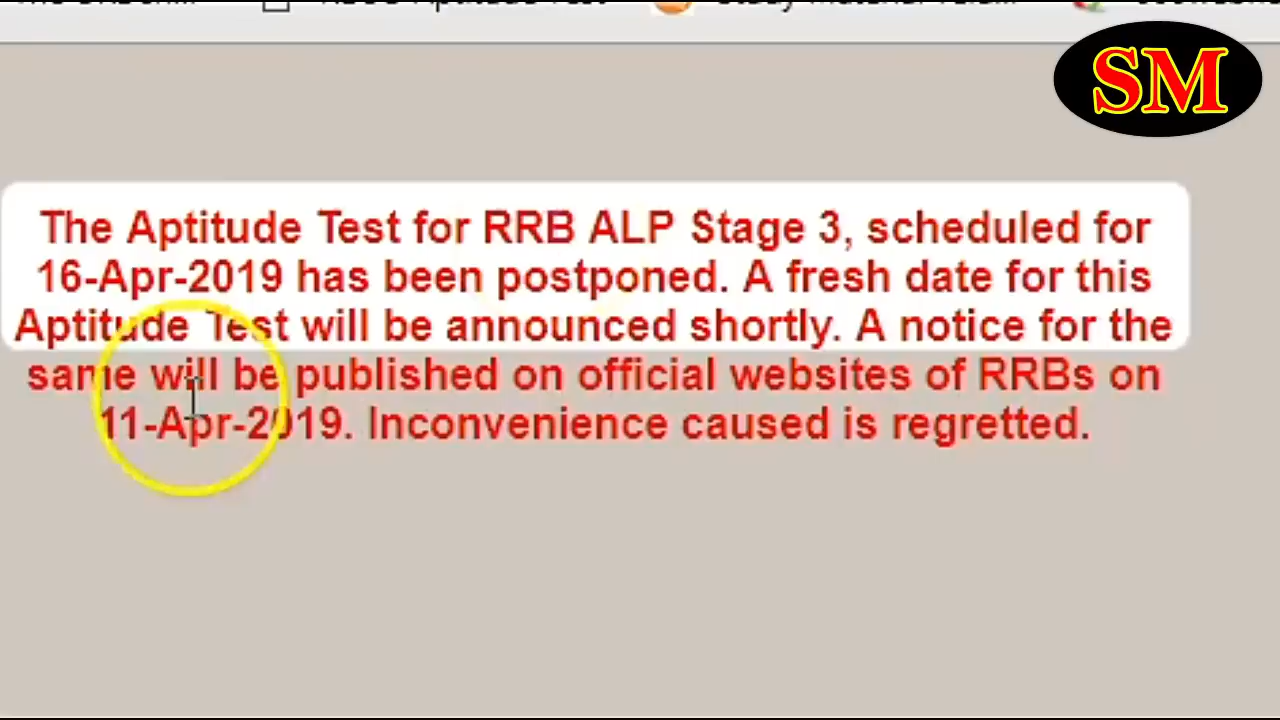 SM
The Aptitude Test for RRB ALP Stage 3, scheduled for
16-Apr-2019 has been postponed. A fresh date for this
Aptitude Test will be announced shortly. A notice for the
same will be published on official websites of RRBs on
11-Apr-2019. Inconvenience caused is regretted.